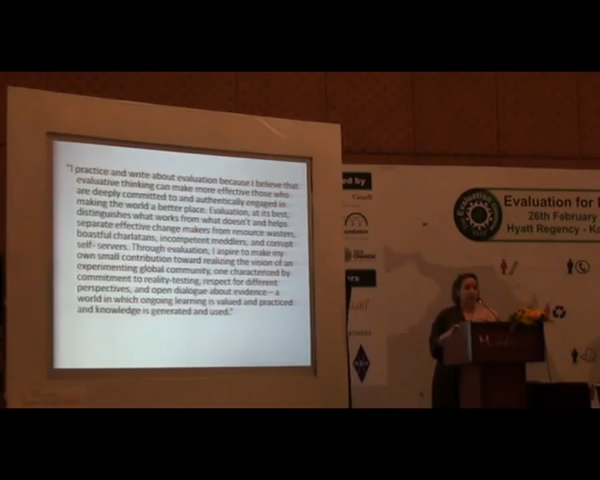 "I practice and write about evaluation because I believe that
evaluative thinking can make more effective those who
are deeply committed to and authentically engaged in
making the world a better place. Evaluation, at its best,
distinguishes what works from what doesn't and helps
separate effective change makers from resource wasters,
boastful charlatans, incompetent meddlers, and corrupt
self- servers. Through evaluation, I aspire to make my
own small contribution toward realizing the vision of an
experimenting global community, one characterized by
commitment to reality-testing, respect for different
perspectives, and open dialogue about evidence – a
world in which ongoing learning is valued and practiced
and knowledge is generated and used."
ed by
Canada
Evaluation for
26th February
Hyatt Regency - Ka